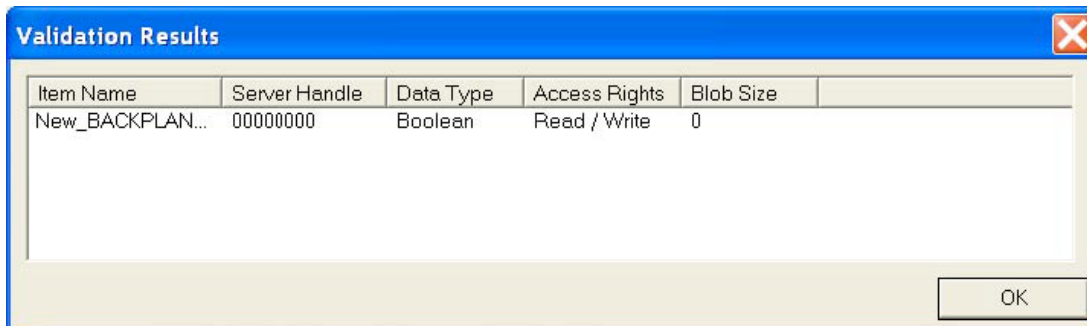 Validation Results
Item Name Server Handle Data Type Access Rights Blob Size
New_BACKPLAN... 00000000 Boolean Read / Write 0
OK